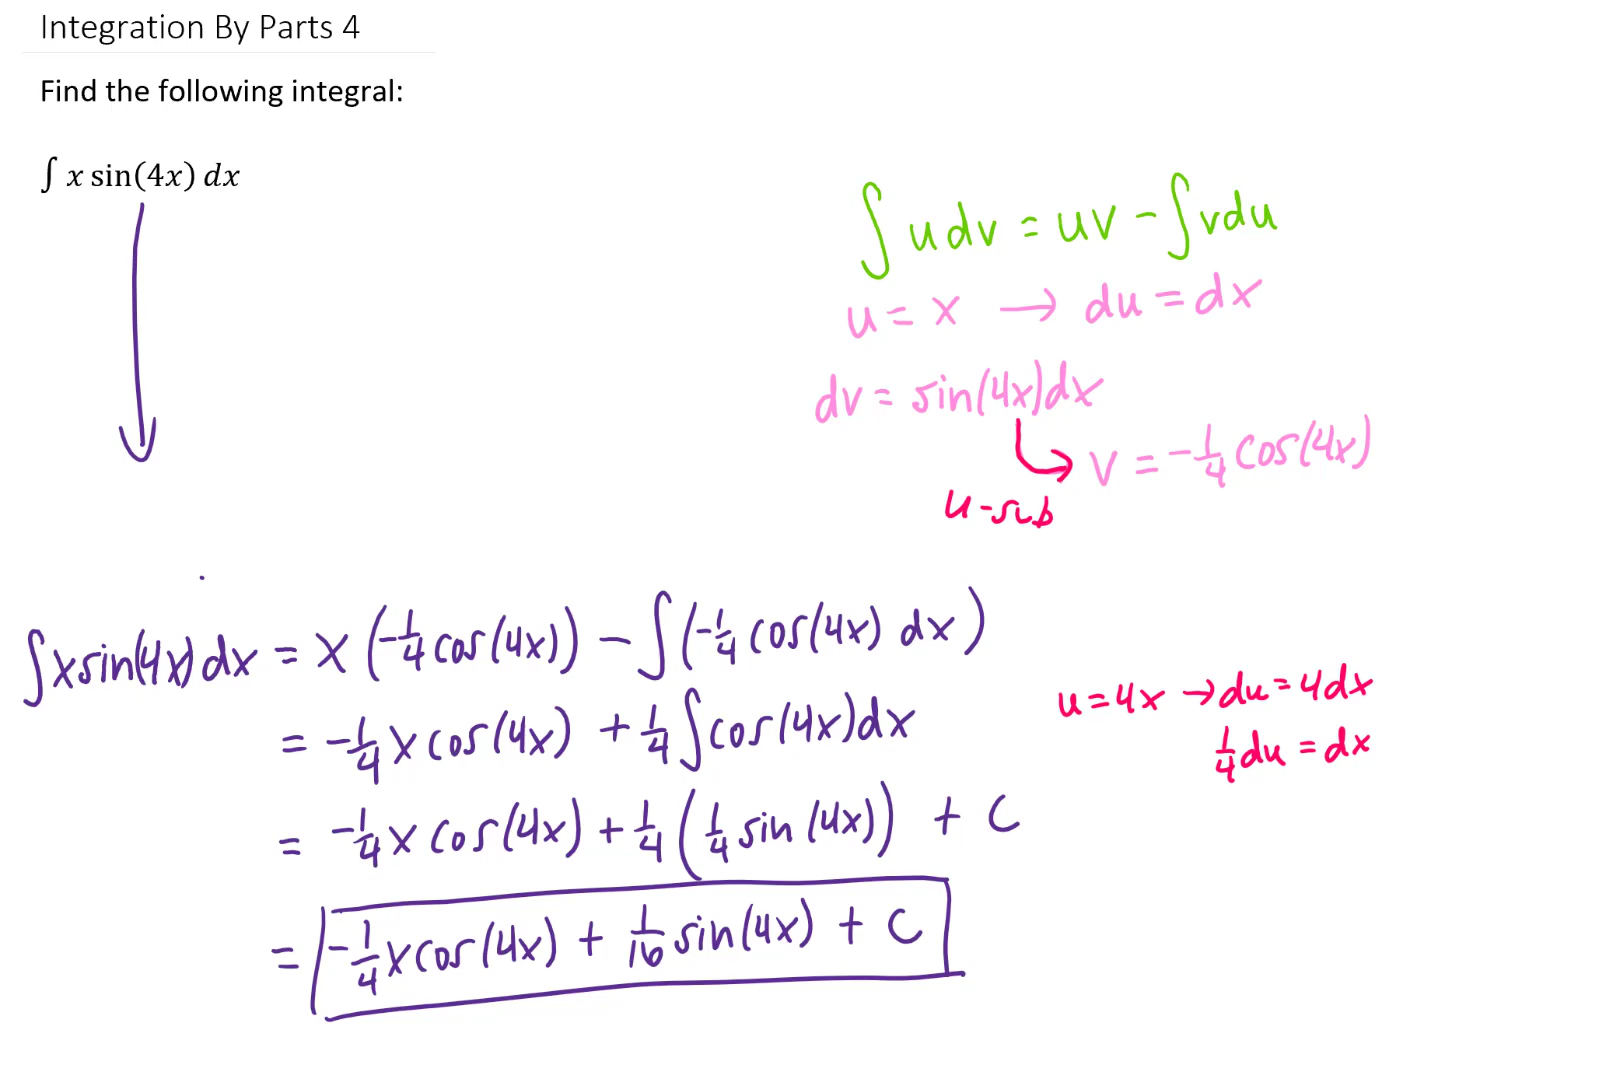 Integration By Parts 4
Find the following integral:
∫ x sin(4x) dx
∫ u dv = uv - ∫ v du
u = x → du = dx
dv = sin(4x)dx
v = -1/4 cos(4x)
u-sub
∫ x sin(4x) dx = x (-1/4 cos(4x)) - ∫(-1/4 cos(4x) dx)
u = 4x → du = 4dx
= -1/4 x cos(4x) + 1/4 ∫ cos(4x)dx
1/4 du = dx
= -1/4 x cos(4x) + 1/4 (1/4 sin(4x)) + C
= -1/4 x cos(4x) + 1/16 sin(4x) + C